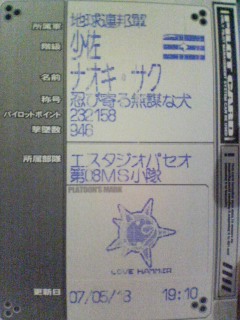 所属軍 地球連邦軍
階級 少佐
名前 ナオキ・サク
称号 忍び寄る無謀な犬
パイロットポイント 232158
撃墜数 946
所属部隊 エスタジオパセオ
第08MS小隊
PLATOON'S MARK
LOVE HAMMER
更新日 07/05/13 19:10
PILOT CARD